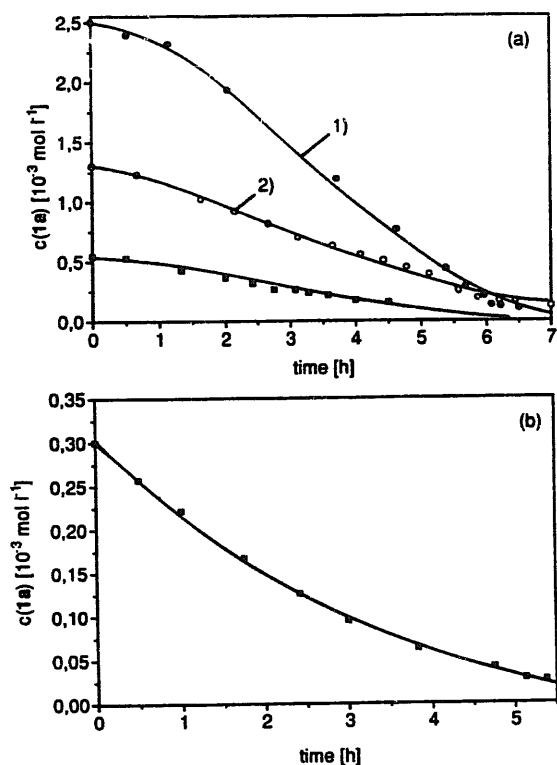 2,5
2,0
1,5
1,0
0,5
0,0
c(1a) [10⁻³ mol l⁻¹]
(a)
1)
2)
0 1 2 3 4 5 6 7
time [h]
0,35
0,30
0,25
0,20
0,15
0,10
0,05
0,00
c(1a) [10⁻³ mol l⁻¹]
(b)
0 1 2 3 4 5
time [h]